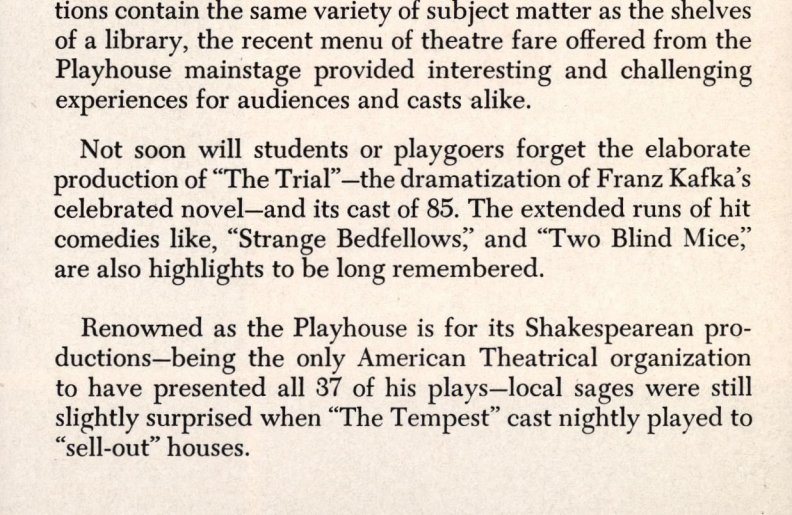 tions contain the same variety of subject matter as the shelves
of a library, the recent menu of theatre fare offered from the
Playhouse mainstage provided interesting and challenging
experiences for audiences and casts alike.
Not soon will students or playgoers forget the elaborate
production of “The Trial”—the dramatization of Franz Kafka’s
celebrated novel—and its cast of 85. The extended runs of hit
comedies like, “Strange Bedfellows,” and “Two Blind Mice,”
are also highlights to be long remembered.
Renowned as the Playhouse is for its Shakespearean pro-
ductions—being the only American Theatrical organization
to have presented all 37 of his plays—local sages were still
slightly surprised when “The Tempest” cast nightly played to
“sell-out” houses.